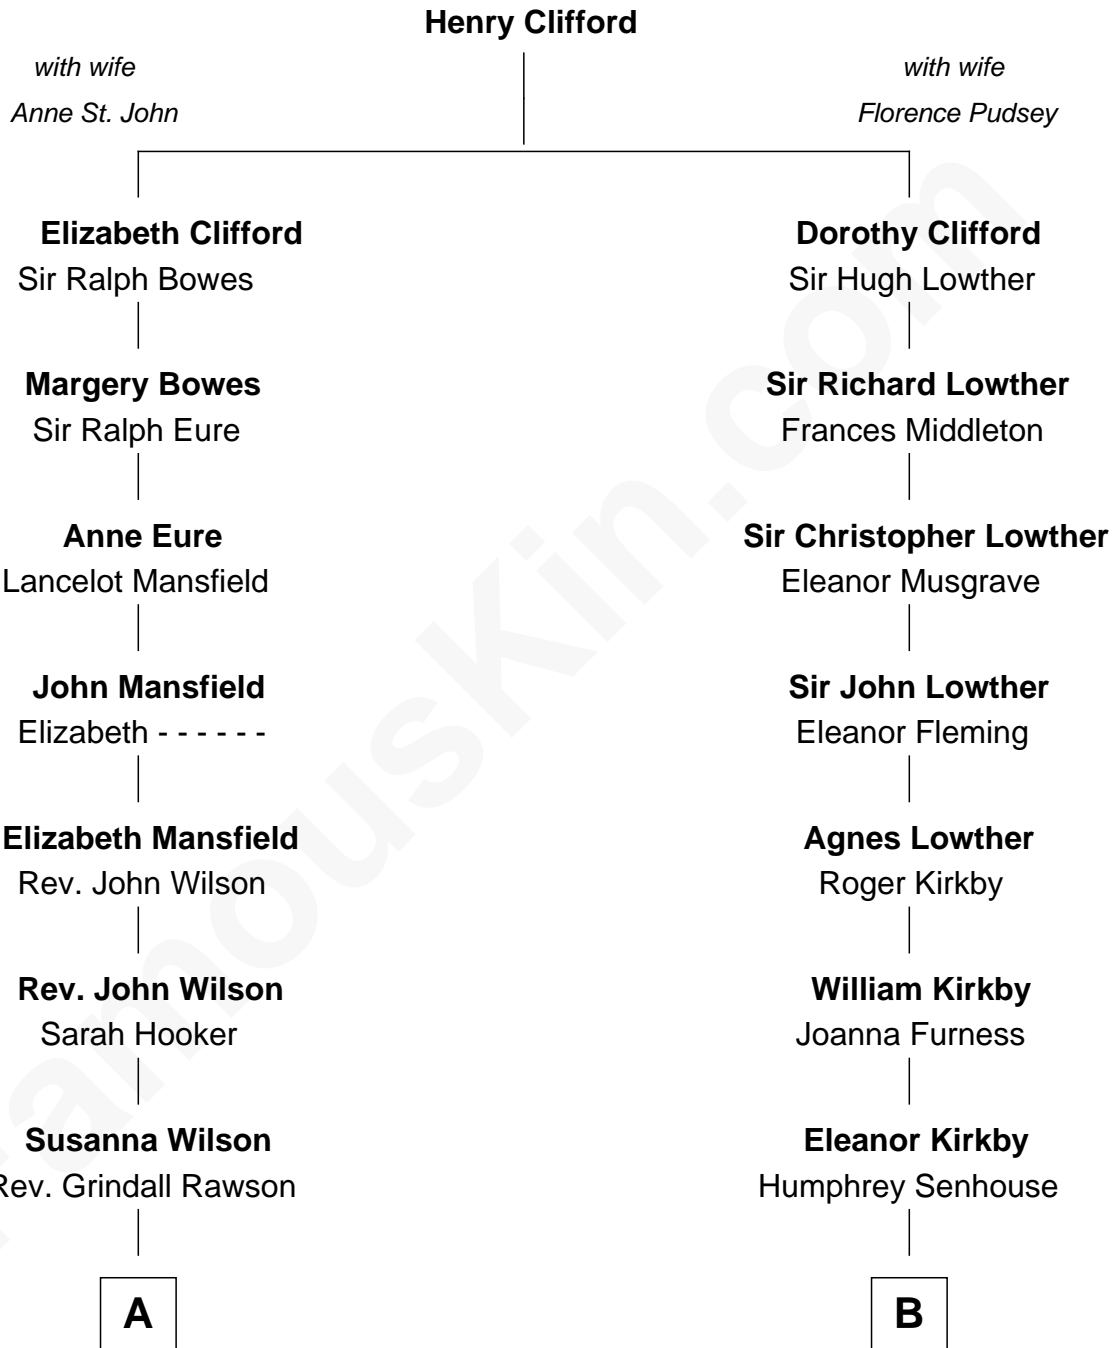 Henry Clifford
with wife
Anne St. John
with wife
Florence Pudsey
Elizabeth Clifford
Sir Ralph Bowes
Dorothy Clifford
Sir Hugh Lowther
Margery Bowes
Sir Ralph Eure
Sir Richard Lowther
Frances Middleton
Anne Eure
Lancelot Mansfield
Sir Christopher Lowther
Eleanor Musgrave
John Mansfield
Elizabeth - - - - - -
Sir John Lowther
Eleanor Fleming
Elizabeth Mansfield
Rev. John Wilson
Agnes Lowther
Roger Kirkby
Rev. John Wilson
Sarah Hooker
William Kirkby
Joanna Furness
Susanna Wilson
Rev. Grindall Rawson
Eleanor Kirkby
Humphrey Senhouse
A
B
FamousKin.com